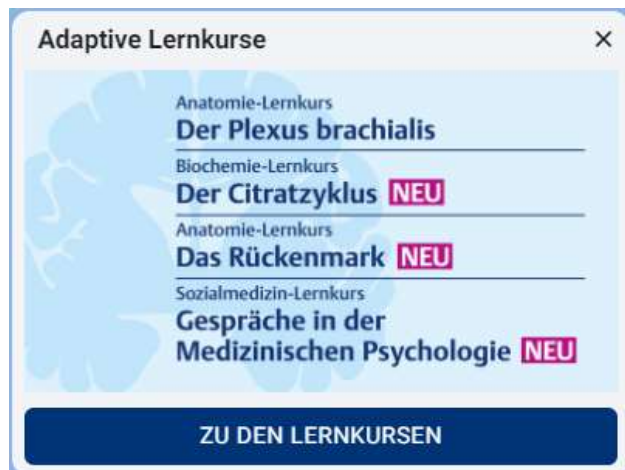 Adaptive Lernkurse
Anatomie-Lernkurs
Der Plexus brachialis
Biochemie-Lernkurs
Der Citratzyklus NEU
Anatomie-Lernkurs
Das Rückenmark NEU
Sozialmedizin-Lernkurs
Gespräche in der
Medizinischen Psychologie NEU
ZU DEN LERNKURSEN